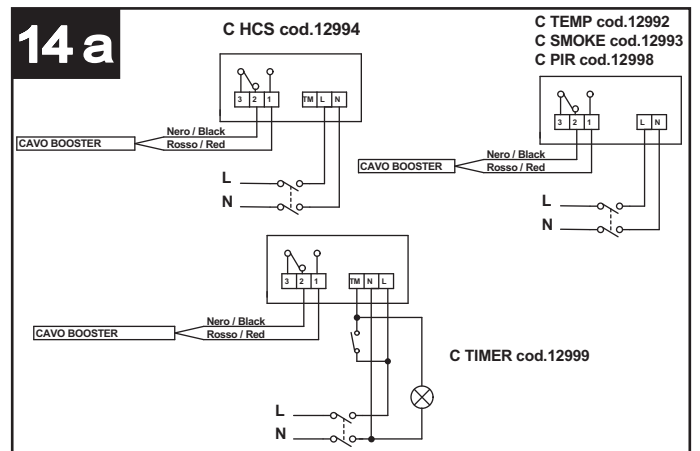 14 a
C HCS cod.12994
3 2 1 TM L N
Nero / Black
CAVO BOOSTER
Rosso / Red
L
N
C TEMP cod.12992
C SMOKE cod.12993
C PIR cod.12998
3 2 1 L N
Nero / Black
CAVO BOOSTER
Rosso / Red
L
N
3 2 1 TM N L
Nero / Black
CAVO BOOSTER
Rosso / Red
C TIMER cod.12999
L
N